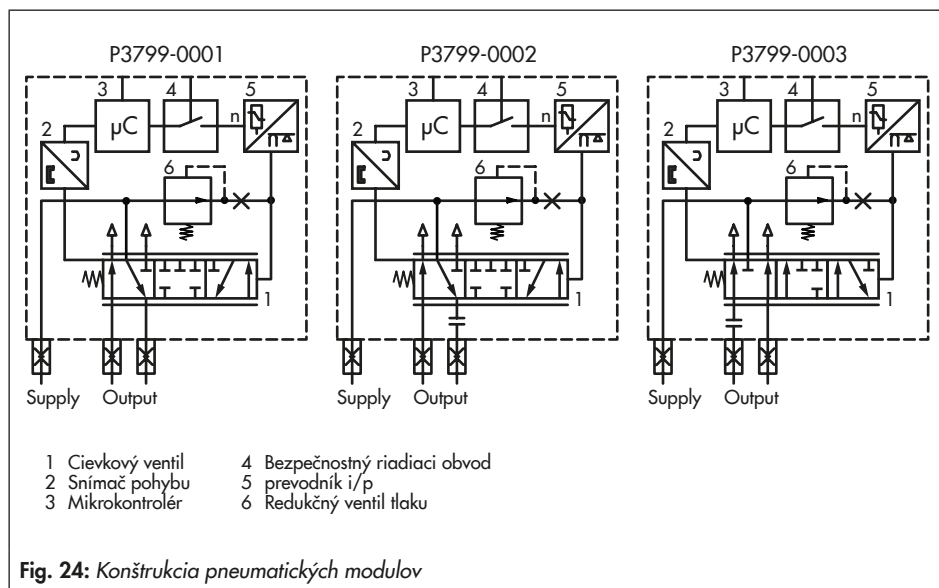 P3799-0001 P3799-0002 P3799-0003
3 4 5 3 4 5 3 4 5
n n n
2 µC 2 µC 2 µC
6 6 6
1 1 1
Supply Output Supply Output Supply Output
1 Cievkový ventil 4 Bezpečnostný riadiaci obvod
2 Snímač pohybu 5 prevodník i/p
3 Mikrokontrolér 6 Redukčný ventil tlaku
Fig. 24: Konštrukcia pneumatických modulov